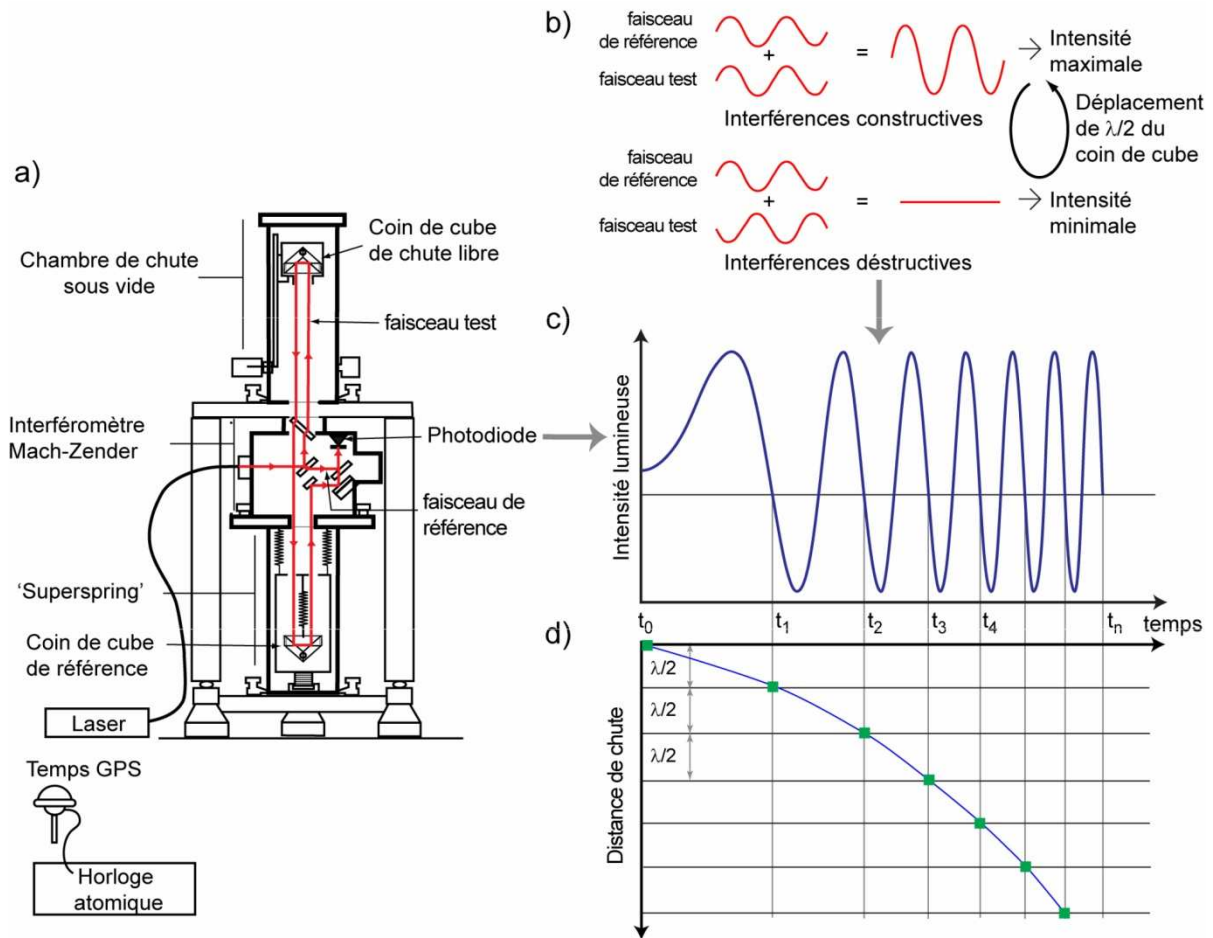 a)
Coin de cube
de chute libre
Chambre de chute
sous vide
faisceau test
Interféromètre
Mach-Zender
Photodiode
faisceau de
référence
'Superspring'
Coin de cube
de référence
Laser
Temps GPS
Horloge
atomique
b)
faisceau
de référence
+
faisceau test
=
Intensité
maximale
Interférences constructives
Déplacement
de λ/2 du
coin de cube
faisceau
de référence
+
faisceau test
=
Intensité
minimale
Interférences déstructives
c)
Intensité lumineuse
t0 t1 t2 t3 t4 tn temps
d)
λ/2
λ/2
λ/2
Distance de chute